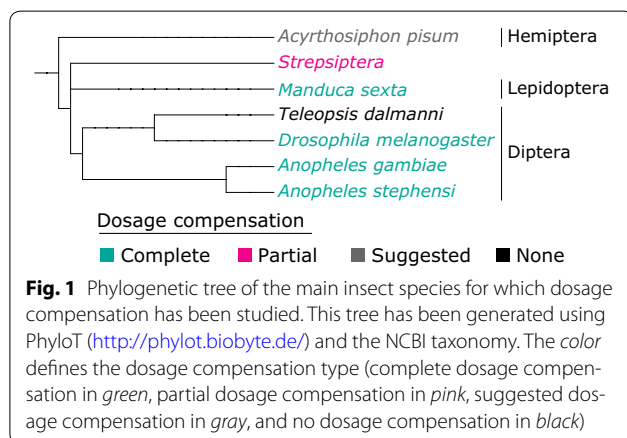 Acyrthosiphon pisum
Hemiptera
Strepsiptera
Manduca sexta
Lepidoptera
Teleopsis dalmanni
Drosophila melanogaster
Diptera
Anopheles gambiae
Anopheles stephensi
Dosage compensation
Complete Partial Suggested None
Fig. 1 Phylogenetic tree of the main insect species for which dosage
compensation has been studied. This tree has been generated using
PhyloT (http://phylot.biobyte.de/) and the NCBI taxonomy. The color
defines the dosage compensation type (complete dosage compen-
sation in green, partial dosage compensation in pink, suggested dos-
age compensation in gray, and no dosage compensation in black)